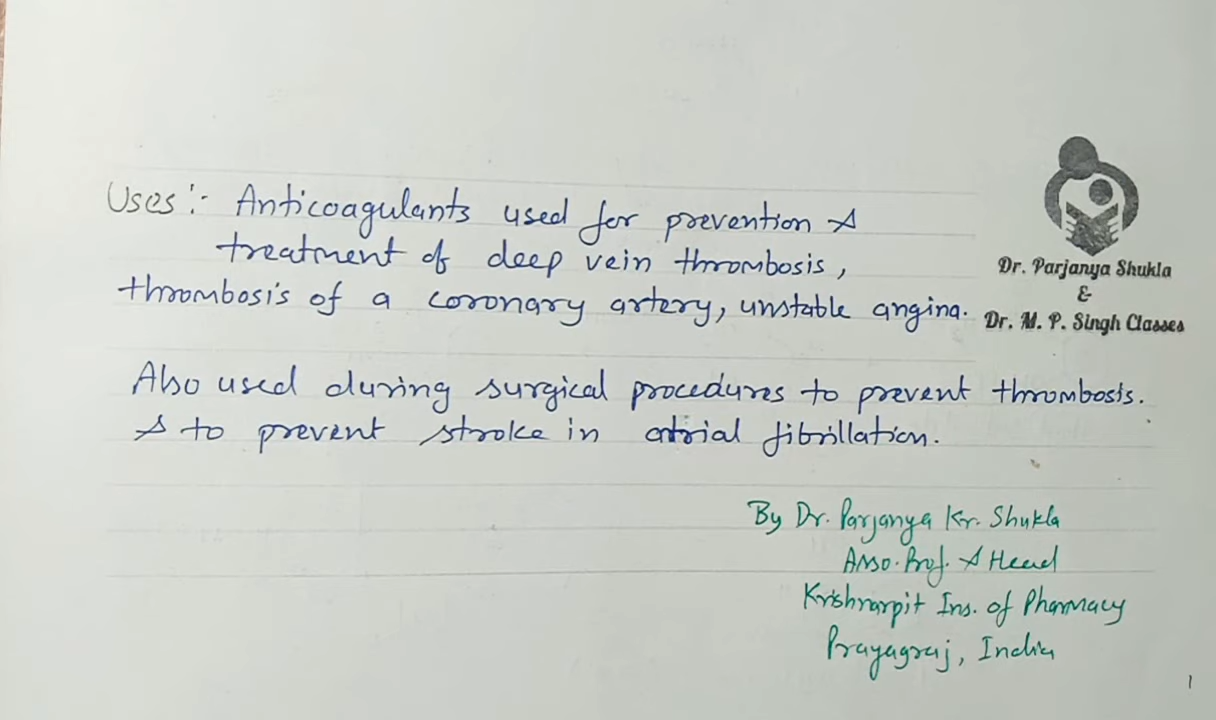 Uses :- Anticoagulants used for prevention &
treatment of deep vein thrombosis,
thrombosis of a coronary artery, unstable angina.
Also used during surgical procedures to prevent thrombosis.
& to prevent stroke in atrial fibrillation.
Dr. Parjanya Shukla
&
Dr. M. P. Singh Classes
By Dr. Parjanya Kr. Shukla
Asso. Prof. & Head
Krishnarpit Ins. of Pharmacy
Prayagraj, India
1